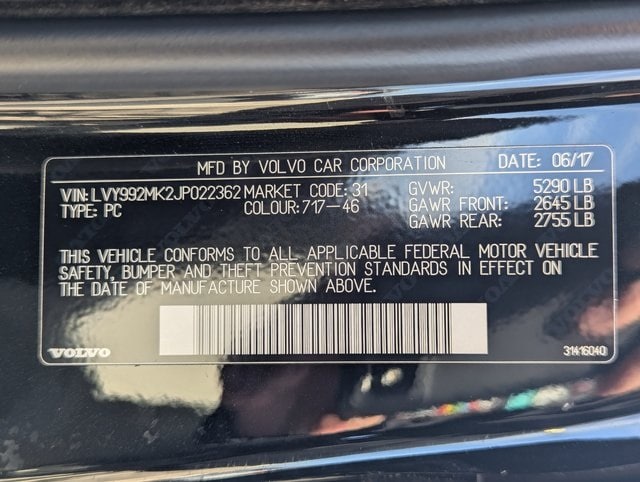 MFD BY VOLVO CAR CORPORATION DATE: 06/17
VIN: LVY992MK2JP022362 MARKET CODE: 31 GVWR: 5290 LB
TYPE: PC COLOUR: 717-46 GAWR FRONT: 2645 LB
GAWR REAR: 2755 LB
THIS VEHICLE CONFORMS TO ALL APPLICABLE FEDERAL MOTOR VEHICLE
SAFETY, BUMPER AND THEFT PREVENTION STANDARDS IN EFFECT ON
THE DATE OF MANUFACTURE SHOWN ABOVE.
VOLVO 31416040